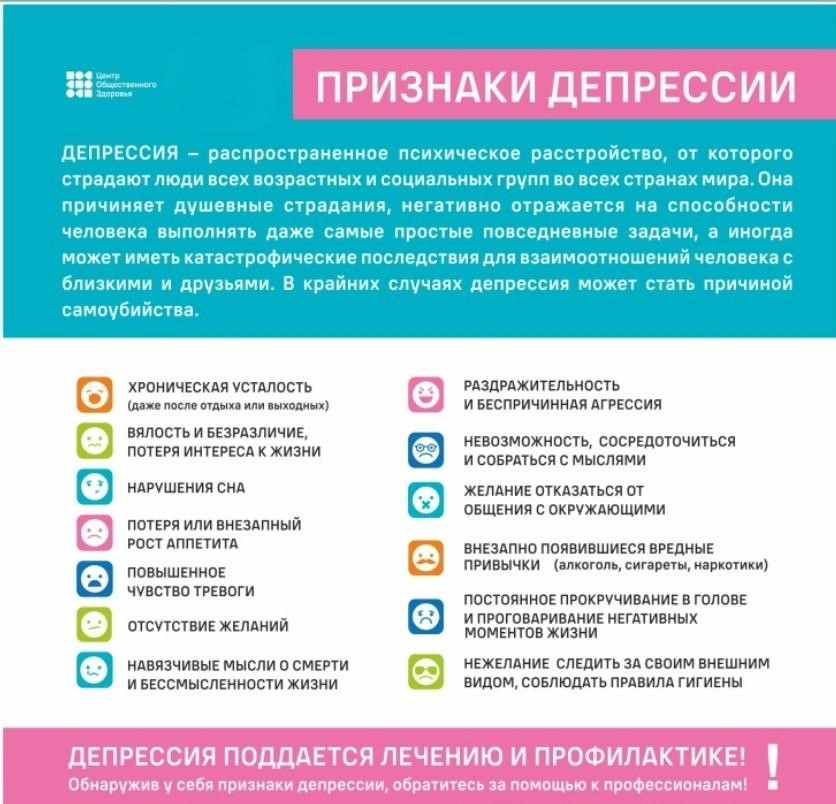 Центр
Общественного
Здоровья
ПРИЗНАКИ ДЕПРЕССИИ
ДЕПРЕССИЯ – распространенное психическое расстройство, от которого
страдают люди всех возрастных и социальных групп во всех странах мира. Она
причиняет душевные страдания, негативно отражается на способности
человека выполнять даже самые простые повседневные задачи, а иногда
может иметь катастрофические последствия для взаимоотношений человека с
близкими и друзьями. В крайних случаях депрессия может стать причиной
самоубийства.
ХРОНИЧЕСКАЯ УСТАЛОСТЬ
(даже после отдыха или выходных)
ВЯЛОСТЬ И БЕЗРАЗЛИЧИЕ,
ПОТЕРЯ ИНТЕРЕСА К ЖИЗНИ
НАРУШЕНИЯ СНА
ПОТЕРЯ ИЛИ ВНЕЗАПНЫЙ
РОСТ АППЕТИТА
ПОВЫШЕННОЕ
ЧУВСТВО ТРЕВОГИ
ОТСУТСТВИЕ ЖЕЛАНИЙ
НАВЯЗЧИВЫЕ МЫСЛИ О СМЕРТИ
И БЕССМЫСЛЕННОСТИ ЖИЗНИ
РАЗДРАЖИТЕЛЬНОСТЬ
И БЕСПРИЧИННАЯ АГРЕССИЯ
НЕВОЗМОЖНОСТЬ, СОСРЕДОТОЧИТЬСЯ
И СОБРАТЬСЯ С МЫСЛЯМИ
ЖЕЛАНИЕ ОТКАЗАТЬСЯ ОТ
ОБЩЕНИЯ С ОКРУЖАЮЩИМИ
ВНЕЗАПНО ПОЯВИВШИЕСЯ ВРЕДНЫЕ
ПРИВЫЧКИ (алкоголь, сигареты, наркотики)
ПОСТОЯННОЕ ПРОКРУЧИВАНИЕ В ГОЛОВЕ
И ПРОГОВАРИВАНИЕ НЕГАТИВНЫХ
МОМЕНТОВ ЖИЗНИ
НЕЖЕЛАНИЕ СЛЕДИТЬ ЗА СВОИМ ВНЕШНИМ
ВИДОМ, СОБЛЮДАТЬ ПРАВИЛА ГИГИЕНЫ
ДЕПРЕССИЯ ПОДДАЕТСЯ ЛЕЧЕНИЮ И ПРОФИЛАКТИКЕ! !
Обнаружив у себя признаки депрессии, обратитесь за помощью к профессионалам!